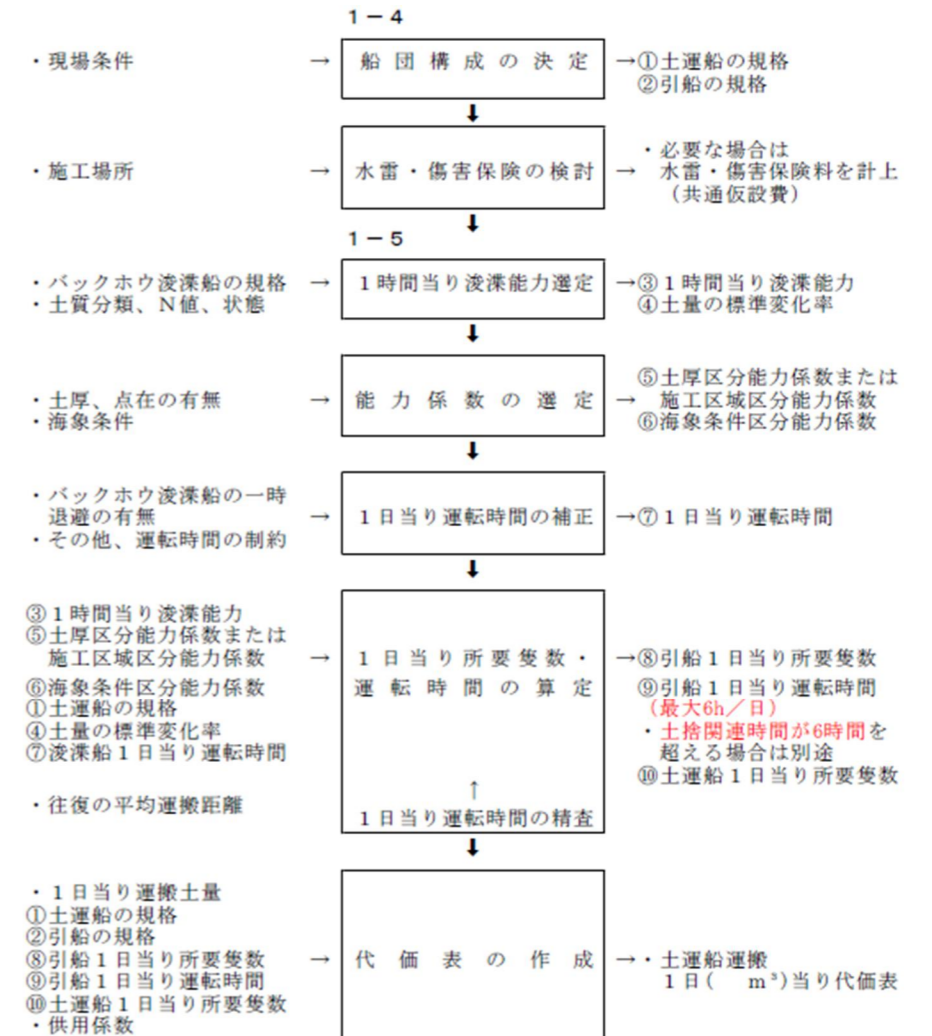 １－４
・現場条件 → 船団構成の決定 →①土運船の規格
②引船の規格
⬇
・施工場所 → 水雷・傷害保険の検討 → ・必要な場合は
水雷・傷害保険料を計上
（共通仮設費）
⬇
１－５
・バックホウ浚渫船の規格 → １時間当り浚渫能力選定 →③１時間当り浚渫能力
・土質分類、Ｎ値、状態 ④土量の標準変化率
⬇
⑤土厚区分能力係数または
・土厚、点在の有無 → 能力係数の選定 → 施工区域区分能力係数
・海象条件 ⑥海象条件区分能力係数
⬇
・バックホウ浚渫船の一時
退避の有無 → １日当り運転時間の補正 →⑦１日当り運転時間
・その他、運転時間の制約
⬇
③１時間当り浚渫能力
⑤土厚区分能力係数または
施工区域区分能力係数 → １日当り所要隻数・ →⑧引船１日当り所要隻数
⑥海象条件区分能力係数 運転時間の算定 ⑨引船１日当り運転時間
①土運船の規格 （最大6h／日）
④土量の標準変化率 ・土捨関連時間が6時間を
⑦浚渫船１日当り運転時間 超える場合は別途
⑩土運船１日当り所要隻数
↑
・往復の平均運搬距離
１日当り運転時間の精査
⬇
・１日当り運搬土量
①土運船の規格
②引船の規格
⑧引船１日当り所要隻数 → 代価表の作成 →・土運船運搬
⑨引船１日当り運転時間 １日(　　ｍ³)当り代価表
⑩土運船１日当り所要隻数
・供用係数